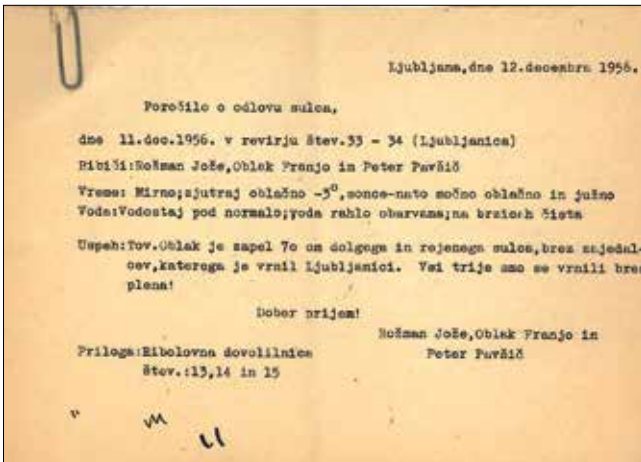 Ljubljana,dne 12.decembra 1956.
Poročilo o odlovu sulca,
dne 11.dec.1956. v revirju štev.33 - 34 (Ljubljanica)
Ribiči:Rožman Jože,Oblak Franjo in Peter Pavšič
Vreme: Mirno;zjutraj oblačno -3°,sonce-nato močno oblačno in južno
Voda:Vodostaj pod normalo;voda rahlo obarvana;na brzicah čista
Uspeh:Tov.Oblak je zapel 7o cm dolgega in rejenega sulca,brez zajedal-
cev,katerega je vrnil Ljubljanici. Vsi trije smo se vrnili brez
plena!
Dober prijem!
Rožman Jože,Oblak Franjo in
Peter Pavšič
Priloga:Ribolovna dovolilnica
štev.:13,14 in 15